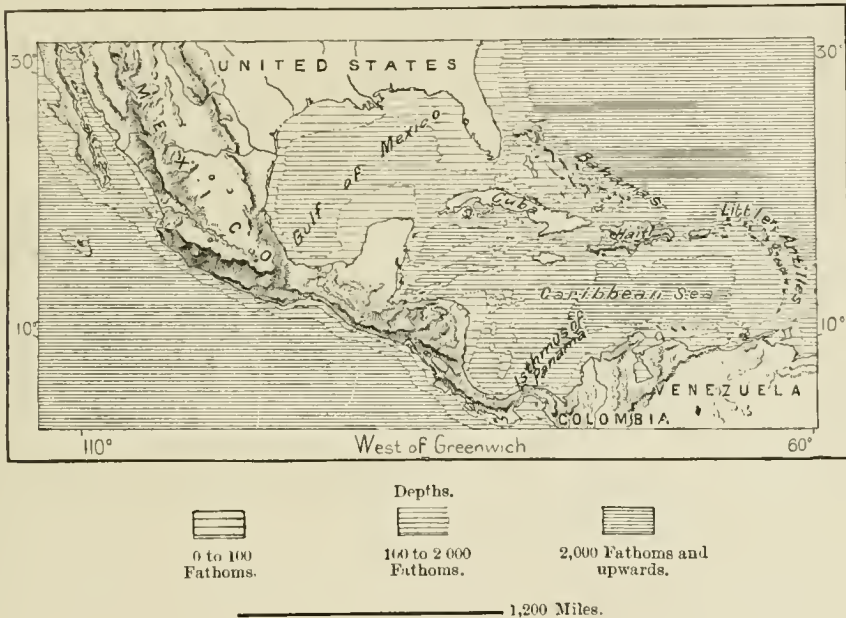 30°
30°
UNITED STATES
MEXICO
Gulf of Mexico
Bahamas
Cuba
Haiti
Little Antilles
Caribbean Sea
10°
10°
Isthmus of
Panama
VENEZUELA
COLOMBIA
110°
West of Greenwich
60°
Depths.
0 to 100
Fathoms.
100 to 2 000
Fathoms.
2,000 Fathoms and
upwards.
1,200 Miles.